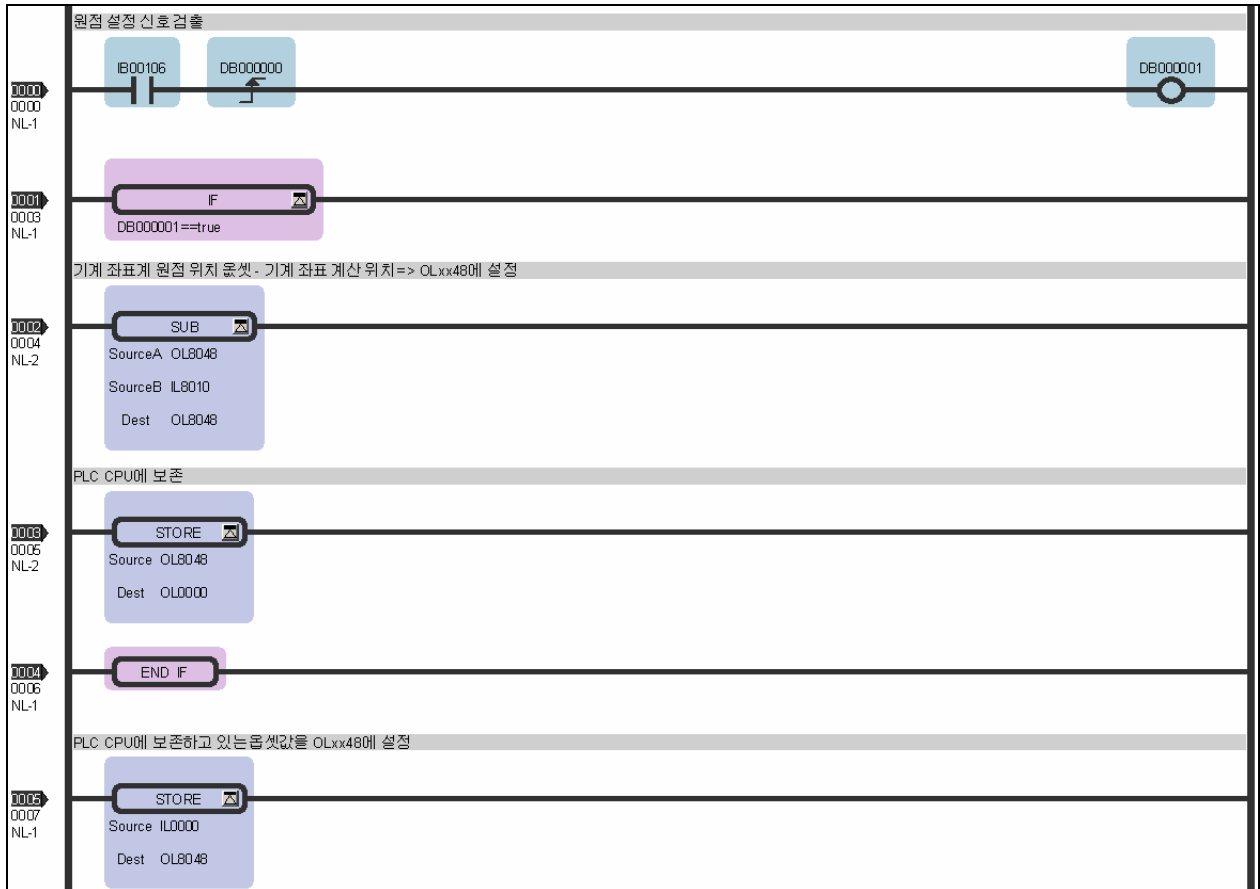 원점 설정 신호 검출
IB00106 DB000000 DB000001
0000
0000
NL-1
0001
0003
NL-1
IF
DB000001==true
기계 좌표계 원점 위치 옵셋 - 기계 좌표 계산 위치=> OLxx48에 설정
0002
0004
NL-2
SUB
SourceA OL8048
SourceB IL8010
Dest OL8048
PLC CPU에 보존
0003
0005
NL-2
STORE
Source OL8048
Dest OL0000
0004
0006
NL-1
END IF
PLC CPU에 보존하고 있는 옵셋값을 OLxx48에 설정
0005
0007
NL-1
STORE
Source IL0000
Dest OL8048